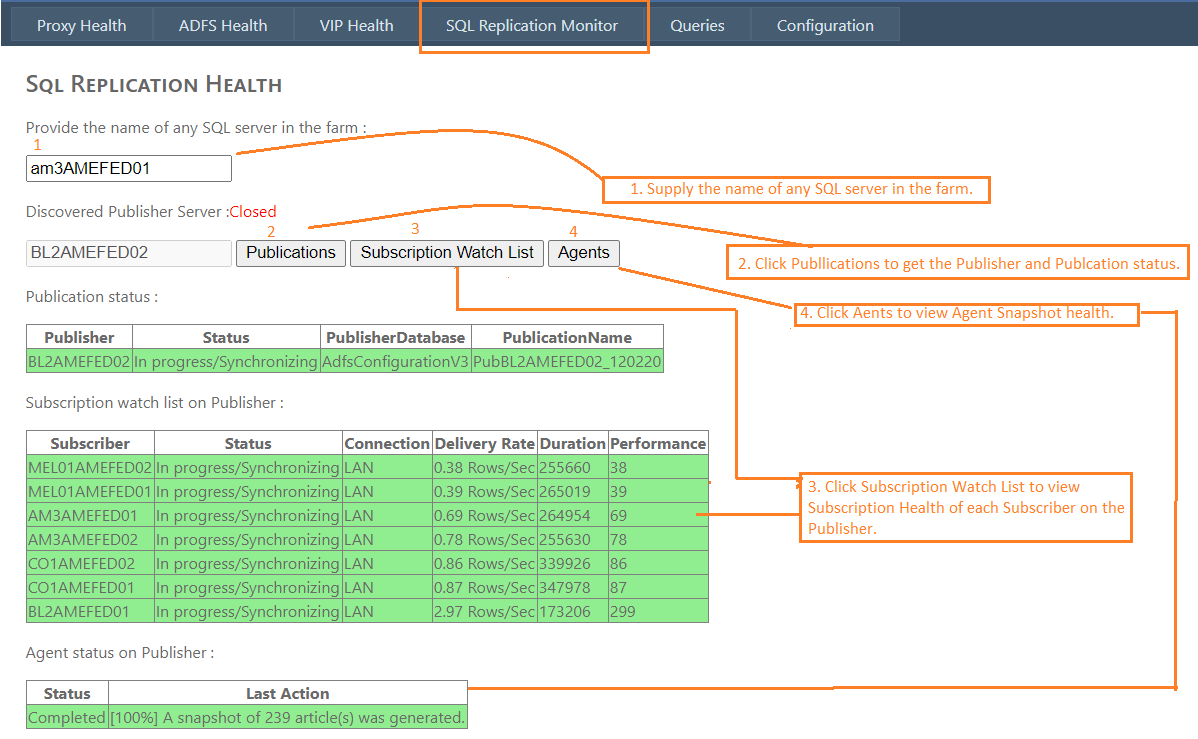 Proxy Health ADFS Health VIP Health SQL Replication Monitor Queries Configuration
Sql Replication Health
Provide the name of any SQL server in the farm :
1
am3AMEFED01
1. Supply the name of any SQL server in the farm.
Discovered Publisher Server :Closed
2 3 4
BL2AMEFED02 Publications Subscription Watch List Agents
2. Click Publlications to get the Publisher and Publcation status.
Publication status :
4. Click Aents to view Agent Snapshot health.
Publisher Status PublisherDatabase PublicationName
BL2AMEFED02 In progress/Synchronizing AdfsConfigurationV3 PubBL2AMEFED02_120220
Subscription watch list on Publisher :
Subscriber Status Connection Delivery Rate Duration Performance
MEL01AMEFED02 In progress/Synchronizing LAN 0.38 Rows/Sec 255660 38
MEL01AMEFED01 In progress/Synchronizing LAN 0.39 Rows/Sec 265019 39
AM3AMEFED01 In progress/Synchronizing LAN 0.69 Rows/Sec 264954 69
AM3AMEFED02 In progress/Synchronizing LAN 0.78 Rows/Sec 255630 78
CO1AMEFED02 In progress/Synchronizing LAN 0.86 Rows/Sec 339926 86
CO1AMEFED01 In progress/Synchronizing LAN 0.87 Rows/Sec 347978 87
BL2AMEFED01 In progress/Synchronizing LAN 2.97 Rows/Sec 173206 299
3. Click Subscription Watch List to view
Subscription Health of each Subscriber on the
Publisher.
Agent status on Publisher :
Status Last Action
Completed [100%] A snapshot of 239 article(s) was generated.